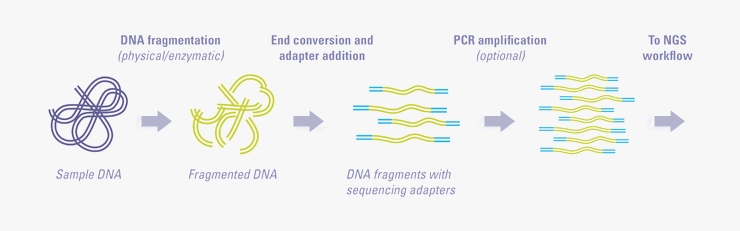 DNA fragmentation
(physical/enzymatic)
End conversion and
adapter addition
PCR amplification
(optional)
To NGS
workflow
Sample DNA
Fragmented DNA
DNA fragments with
sequencing adapters